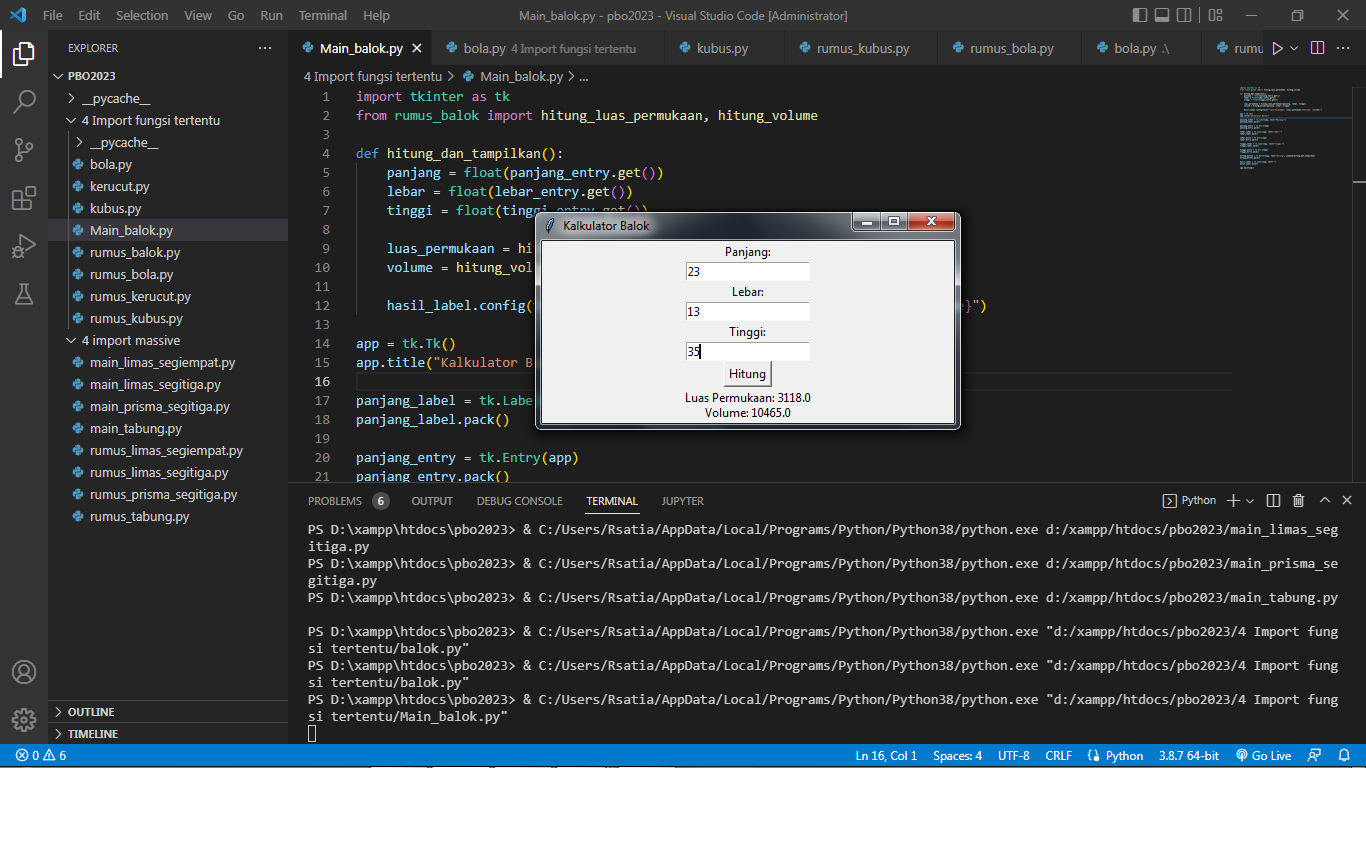 File Edit Selection View Go Run Terminal Help Main_balok.py - pbo2023 - Visual Studio Code [Administrator]
EXPLORER
PBO2023
__pycache__
4 Import fungsi tertentu
__pycache__
bola.py
kerucut.py
kubus.py
Main_balok.py
rumus_balok.py
rumus_bola.py
rumus_kerucut.py
rumus_kubus.py
4 import massive
main_limas_segiempat.py
main_limas_segitiga.py
main_prisma_segitiga.py
main_tabung.py
rumus_limas_segiempat.py
rumus_limas_segitiga.py
rumus_prisma_segitiga.py
rumus_tabung.py
OUTLINE
TIMELINE
Main_balok.py bola.py 4 Import fungsi tertentu kubus.py rumus_kubus.py rumus_bola.py bola.py .\ rumu
4 Import fungsi tertentu > Main_balok.py > ...
1 import tkinter as tk
2 from rumus_balok import hitung_luas_permukaan, hitung_volume
3
4 def hitung_dan_tampilkan():
5 panjang = float(panjang_entry.get())
6 lebar = float(lebar_entry.get())
7 tinggi = float(tinggi_entry.get())
8
9 luas_permukaan = hi
10 volume = hitung_vol
11
12 hasil_label.config( }")
13
14 app = tk.Tk()
15 app.title("Kalkulator B
16
17 panjang_label = tk.Labe
18 panjang_label.pack()
19
20 panjang_entry = tk.Entry(app)
21 panjang_entry.pack()
Kalkulator Balok
Panjang:
23
Lebar:
13
Tinggi:
35
Hitung
Luas Permukaan: 3118.0
Volume: 10465.0
PROBLEMS 6 OUTPUT DEBUG CONSOLE TERMINAL JUPYTER Python
PS D:\xampp\htdocs\pbo2023> & C:/Users/Rsatia/AppData/Local/Programs/Python/Python38/python.exe d:/xampp/htdocs/pbo2023/main_limas_seg
itiga.py
PS D:\xampp\htdocs\pbo2023> & C:/Users/Rsatia/AppData/Local/Programs/Python/Python38/python.exe d:/xampp/htdocs/pbo2023/main_prisma_se
gitiga.py
PS D:\xampp\htdocs\pbo2023> & C:/Users/Rsatia/AppData/Local/Programs/Python/Python38/python.exe d:/xampp/htdocs/pbo2023/main_tabung.py
PS D:\xampp\htdocs\pbo2023> & C:/Users/Rsatia/AppData/Local/Programs/Python/Python38/python.exe "d:/xampp/htdocs/pbo2023/4 Import fung
si tertentu/balok.py"
PS D:\xampp\htdocs\pbo2023> & C:/Users/Rsatia/AppData/Local/Programs/Python/Python38/python.exe "d:/xampp/htdocs/pbo2023/4 Import fung
si tertentu/balok.py"
PS D:\xampp\htdocs\pbo2023> & C:/Users/Rsatia/AppData/Local/Programs/Python/Python38/python.exe "d:/xampp/htdocs/pbo2023/4 Import fung
si tertentu/Main_balok.py"
0 6 Ln 16, Col 1 Spaces: 4 UTF-8 CRLF Python 3.8.7 64-bit Go Live